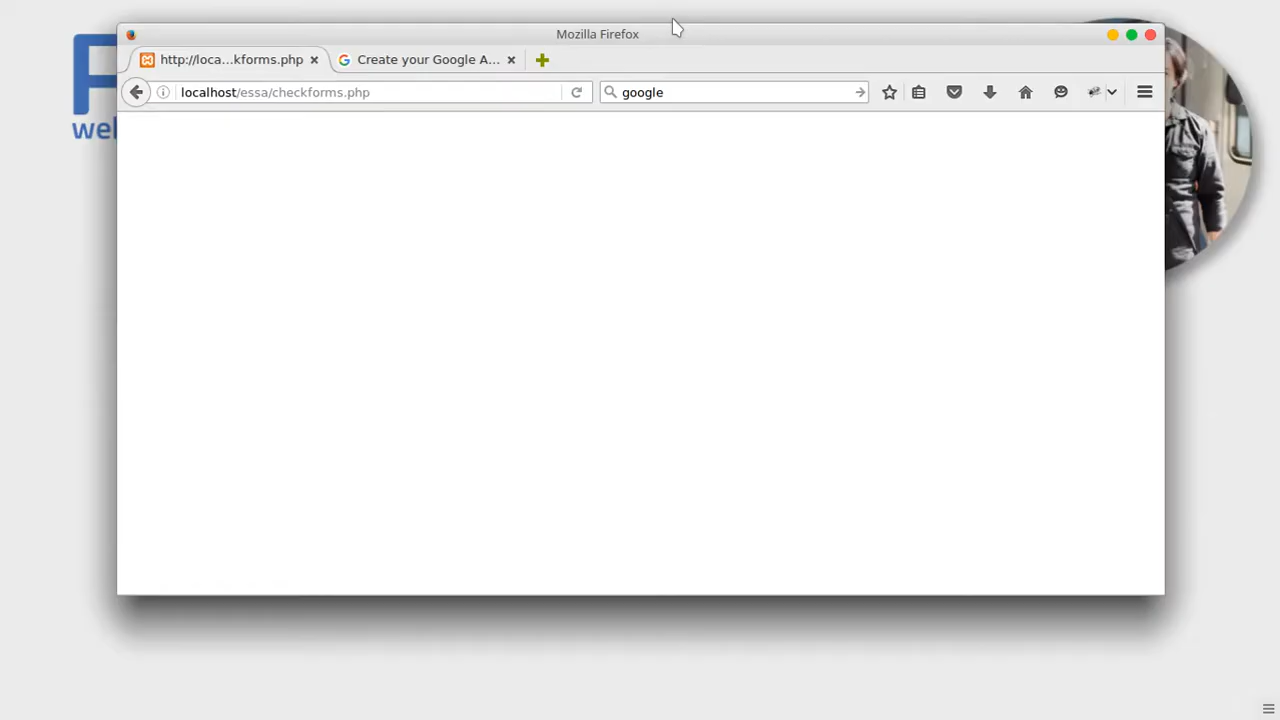 Mozilla Firefox
http://loca...kforms.php
Create your Google A...
localhost/essa/checkforms.php
google